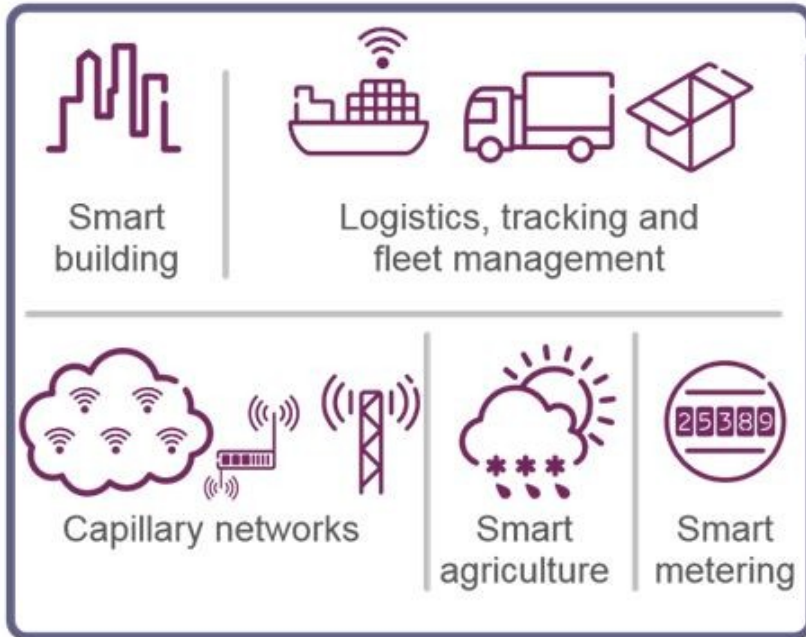 Smart
building
Logistics, tracking and
fleet management
Capillary networks
Smart
agriculture
25389
Smart
metering